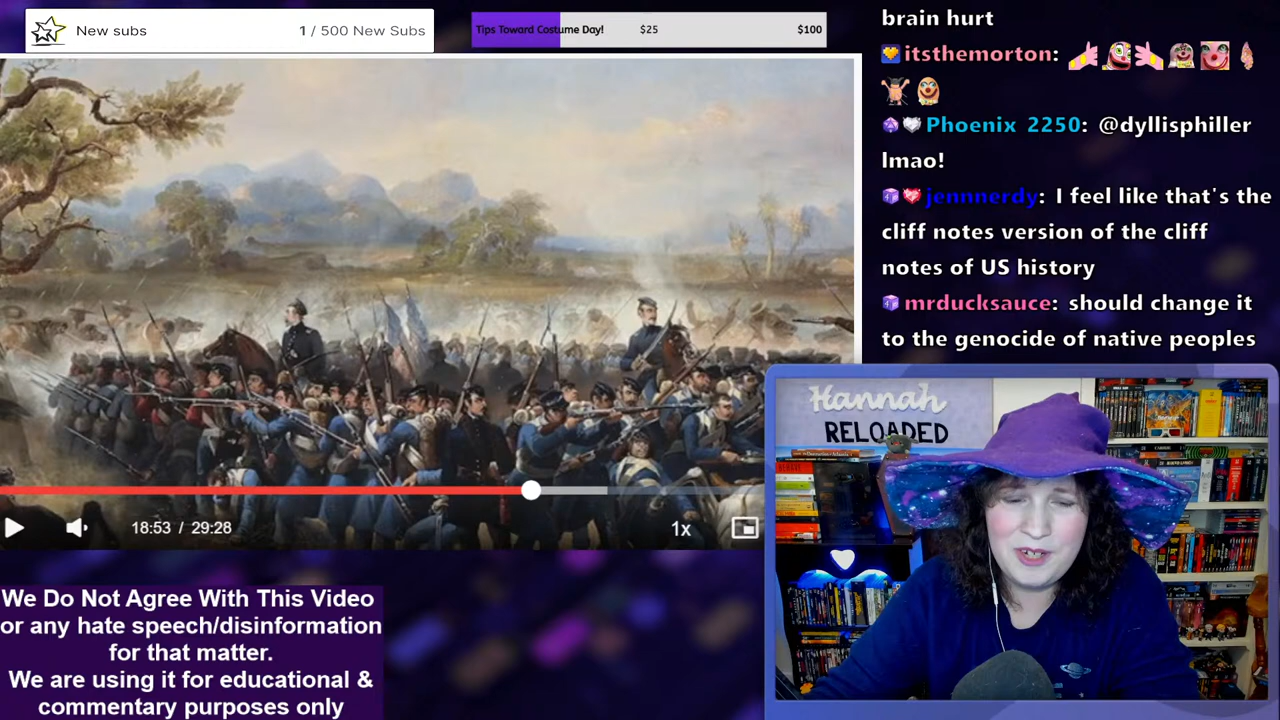 New subs
1 / 500 New Subs
Tips Toward Costume Day!
$25
$100
brain hurt
itsthemorton:
Phoenix 2250: @dyllisphiller
lmao!
jennnerdy: I feel like that's the
cliff notes version of the cliff
notes of US history
mrducksauce: should change it
to the genocide of native peoples
Hannah
RELOADED
18:53 / 29:28
1x
We Do Not Agree With This Video
or any hate speech/disinformation
for that matter.
We are using it for educational &
commentary purposes only